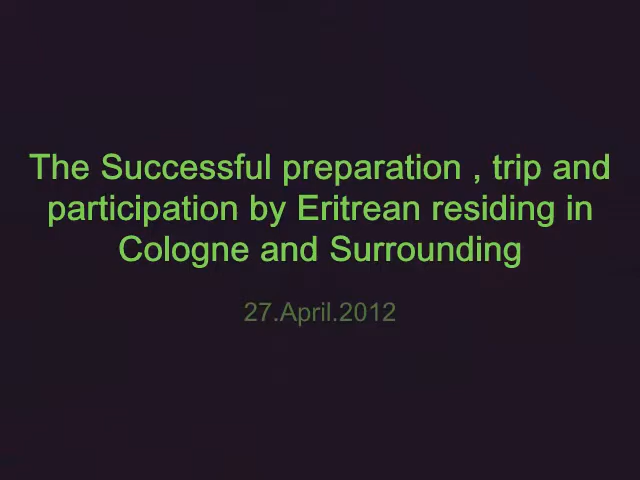 The Successful preparation , trip and
participation by Eritrean residing in
Cologne and Surrounding
27.April.2012